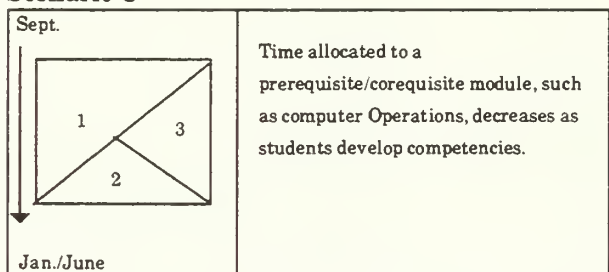 Sept.
1
3
2
Jan./June
Time allocated to a
prerequisite/corequisite module, such
as computer Operations, decreases as
students develop competencies.